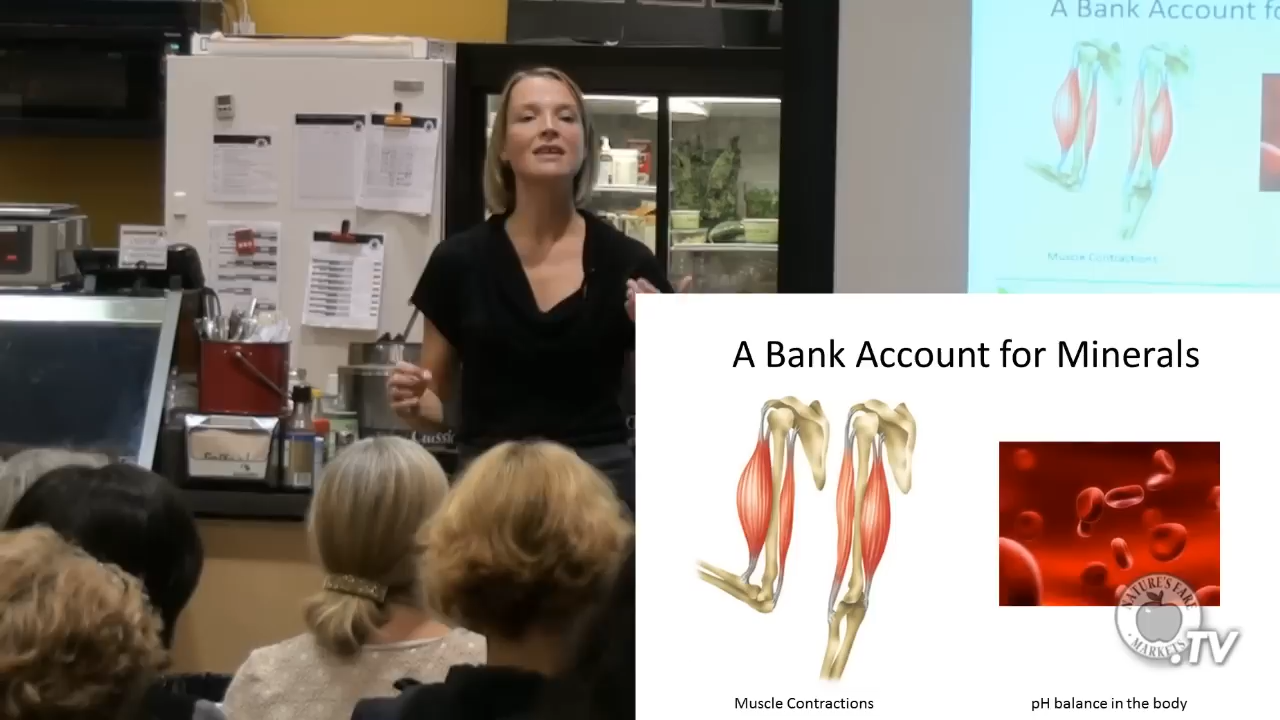 A Bank Account fo
Muscle Contractions
A Bank Account for Minerals
Muscle Contractions
pH balance in the body
NATURE'S FARE
MARKETS
.TV